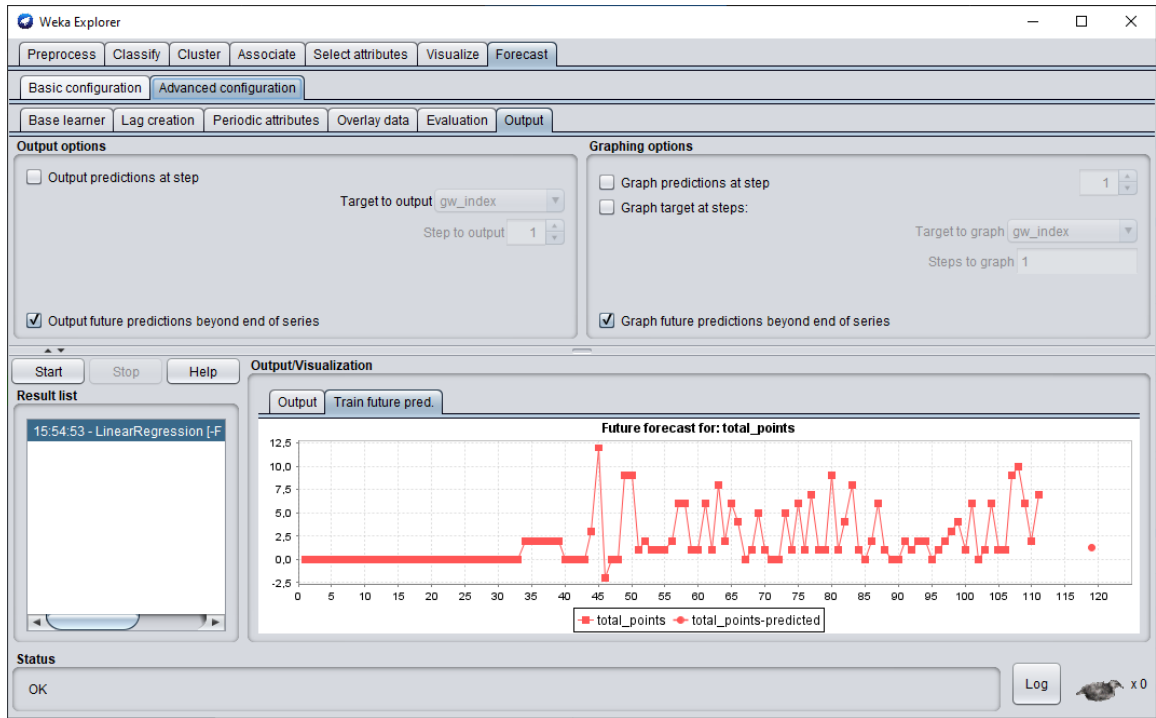 Weka Explorer
Preprocess Classify Cluster Associate Select attributes Visualize Forecast
Basic configuration Advanced configuration
Base learner Lag creation Periodic attributes Overlay data Evaluation Output
Output options
Output predictions at step
Target to output gw_index
Step to output 1
Output future predictions beyond end of series
Graphing options
Graph predictions at step 1
Graph target at steps:
Target to graph gw_index
Steps to graph 1
Graph future predictions beyond end of series
Start Stop Help
Result list
15:54:53 - LinearRegression [-F
Output/Visualization
Output Train future pred.
Future forecast for: total_points
12,5
10,0
7,5
5,0
2,5
0,0
-2,5
0 5 10 15 20 25 30 35 40 45 50 55 60 65 70 75 80 85 90 95 100 105 110 115 120
total_points total_points-predicted
Status
OK
Log
x 0